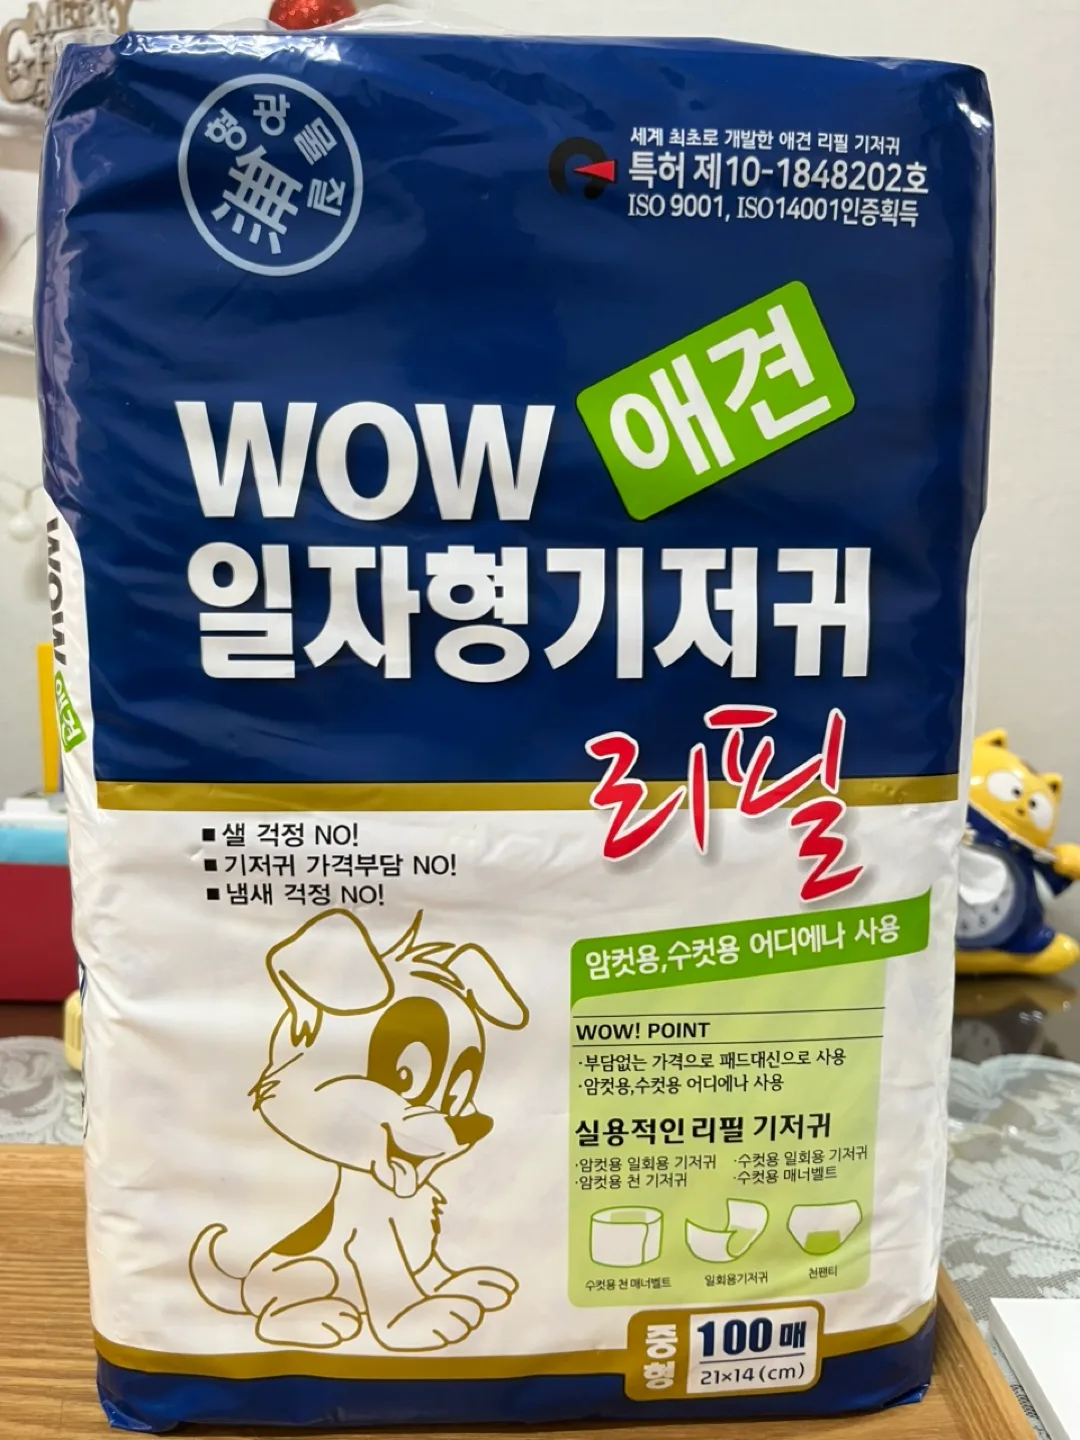 MERRY
형광물질
無
세계 최초로 개발한 애견 리필 기저귀
특허 제10-1848202호
ISO 9001, ISO14001인증획득
애견
WOW
일자형기저귀
리필
WOW 애견
■ 샐 걱정 NO!
■ 기저귀 가격부담 NO!
■ 냄새 걱정 NO!
암컷용,수컷용 어디에나 사용
WOW! POINT
·부담없는 가격으로 패드대신으로 사용
·암컷용,수컷용 어디에나 사용
실용적인 리필 기저귀
·암컷용 일회용 기저귀 ·수컷용 일회용 기저귀
·암컷용 천 기저귀 ·수컷용 매너벨트
수컷용 천 매너벨트 일회용기저귀 천팬티
중형
100매
21×14(cm)